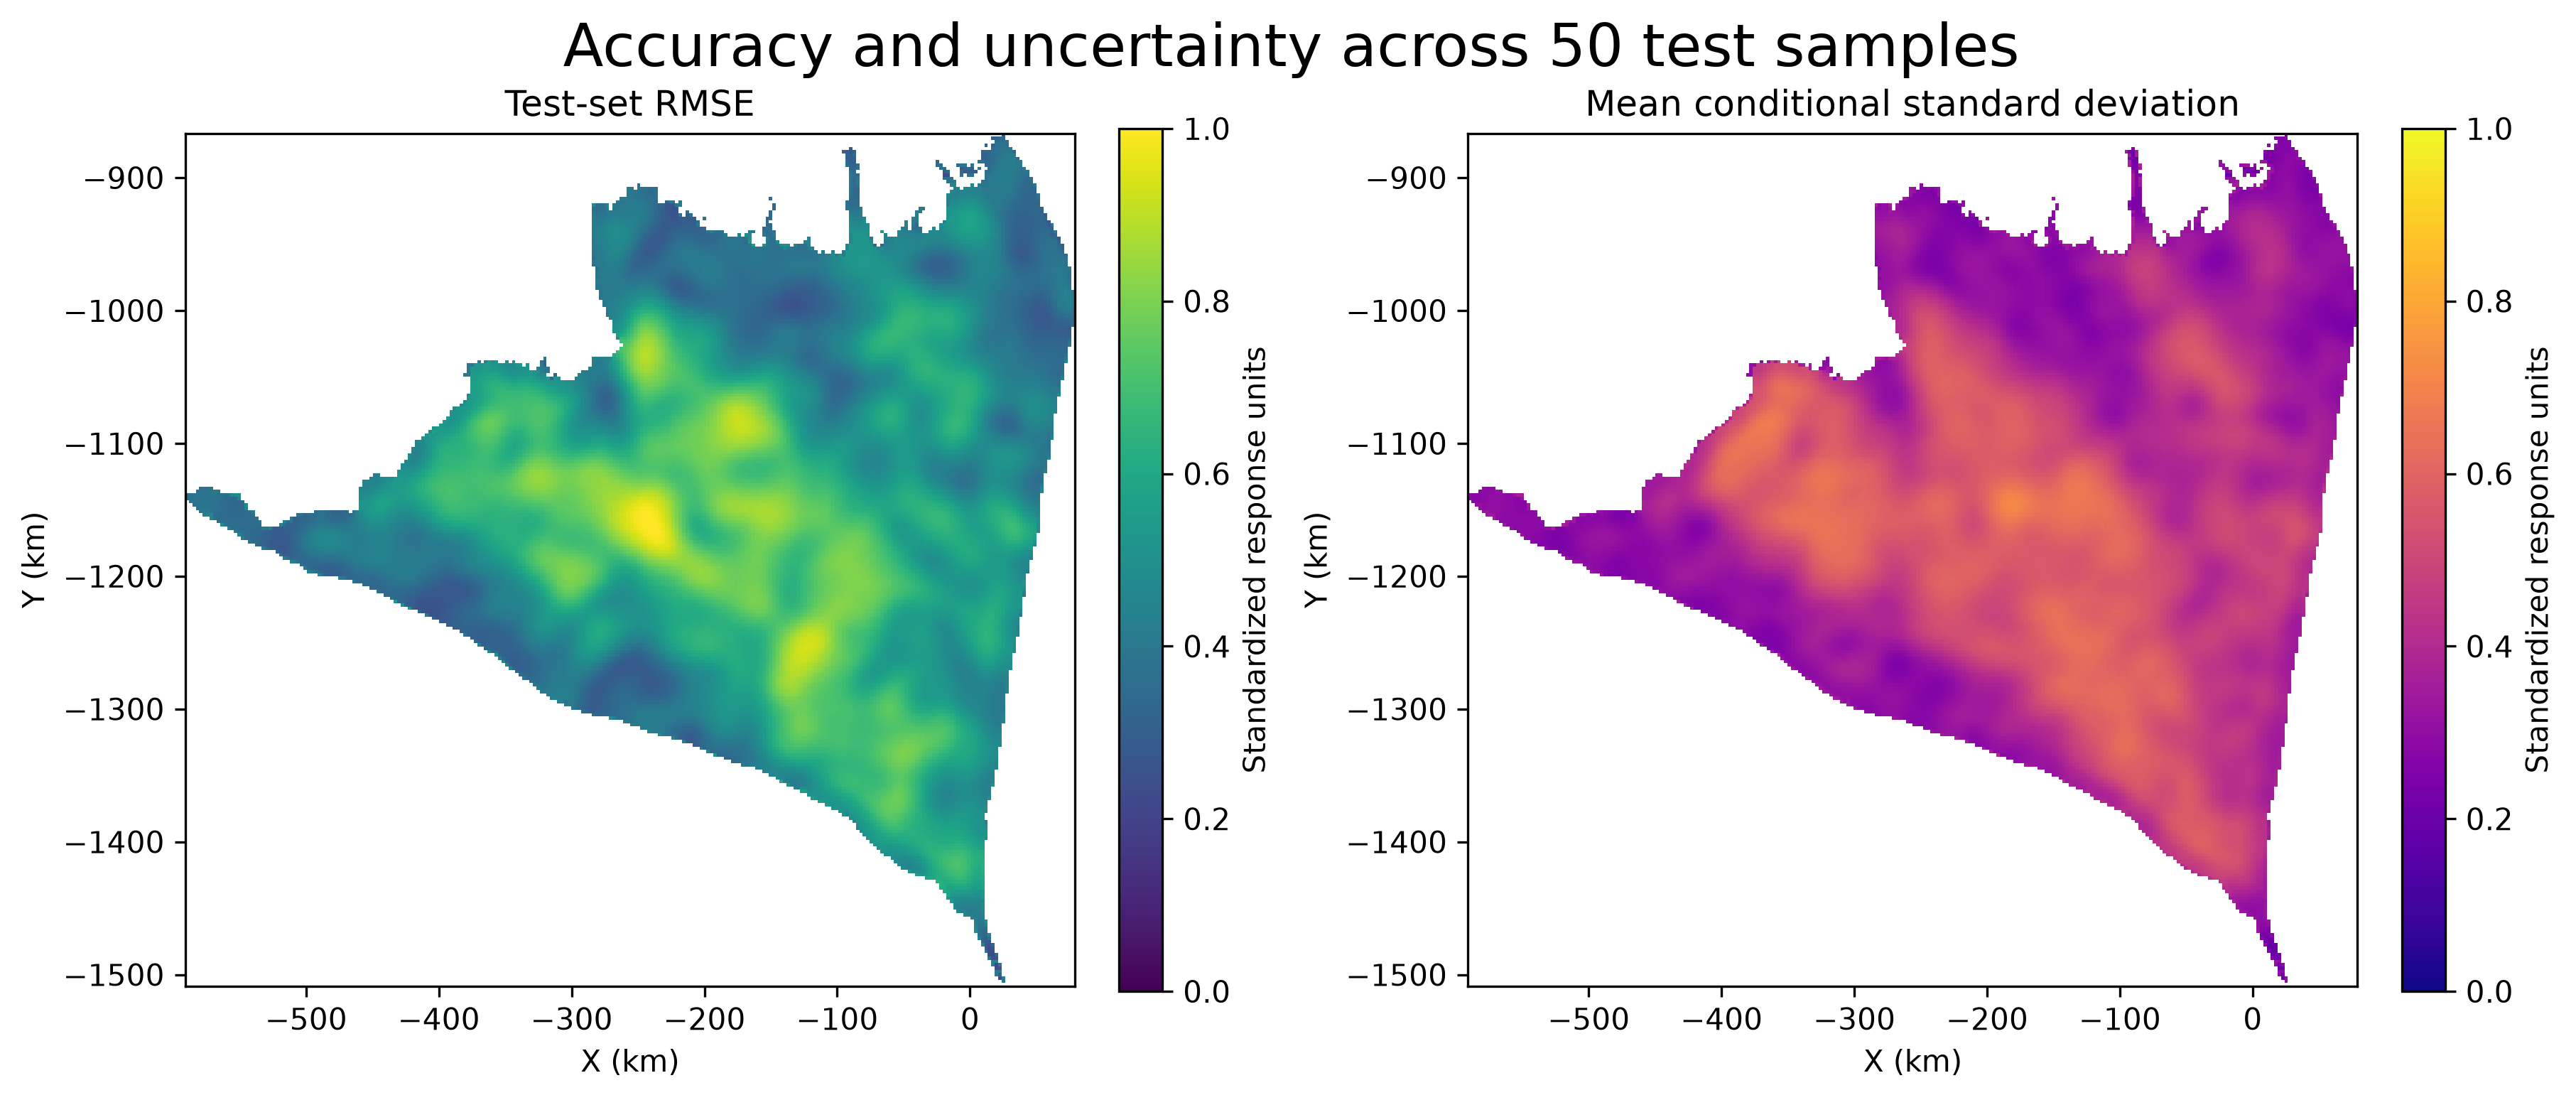 Accuracy and uncertainty across 50 test samples
Test-set RMSE
Y (km)
−900
−1000
−1100
−1200
−1300
−1400
−1500
−500 −400 −300 −200 −100 0
X (km)
1.0
0.8
0.6
0.4
0.2
0.0
Standardized response units
Mean conditional standard deviation
Y (km)
−900
−1000
−1100
−1200
−1300
−1400
−1500
−500 −400 −300 −200 −100 0
X (km)
1.0
0.8
0.6
0.4
0.2
0.0
Standardized response units